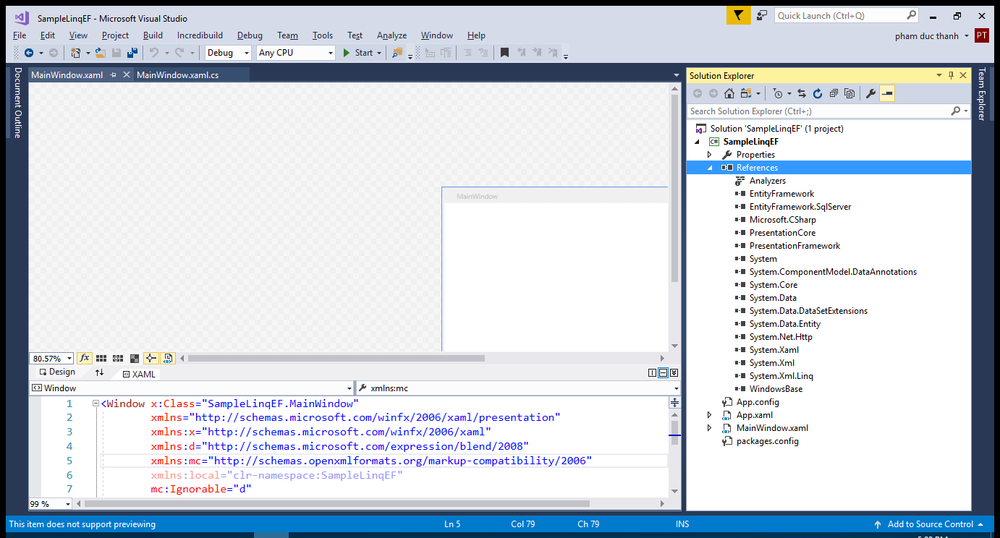 SampleLinqEF - Microsoft Visual Studio
Quick Launch (Ctrl+Q)
File Edit View Project Build Incredibuild Debug Team Tools Test Analyze Window Help
pham duc thanh PT
Debug Any CPU Start
Document Outline
MainWindow.xaml MainWindow.xaml.cs
MainWindow
80.57% fx
Design XAML
Window xmlns:mc
1 <Window x:Class="SampleLinqEF.MainWindow"
2 xmlns="http://schemas.microsoft.com/winfx/2006/xaml/presentation"
3 xmlns:x="http://schemas.microsoft.com/winfx/2006/xaml"
4 xmlns:d="http://schemas.microsoft.com/expression/blend/2008"
5 xmlns:mc="http://schemas.openxmlformats.org/markup-compatibility/2006"
6 xmlns:local="clr-namespace:SampleLinqEF"
7 mc:Ignorable="d"
99 %
Solution Explorer
Search Solution Explorer (Ctrl+;)
Solution 'SampleLinqEF' (1 project)
C# SampleLinqEF
Properties
References
Analyzers
EntityFramework
EntityFramework.SqlServer
Microsoft.CSharp
PresentationCore
PresentationFramework
System
System.ComponentModel.DataAnnotations
System.Core
System.Data
System.Data.DataSetExtensions
System.Data.Entity
System.Net.Http
System.Xaml
System.Xml
System.Xml.Linq
WindowsBase
App.config
App.xaml
MainWindow.xaml
packages.config
Team Explorer
This item does not support previewing Ln 5 Col 79 Ch 79 INS Add to Source Control